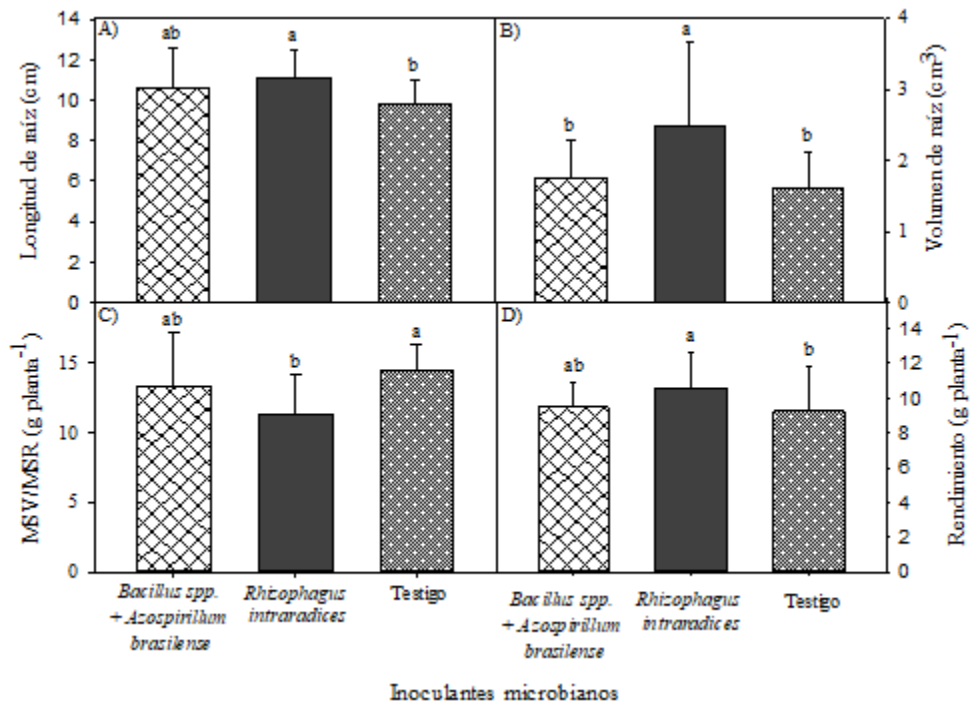 A)
B)
14
12
10
8
6
4
2
0
Longitud de raíz (cm)
ab
a
b
b
a
b
4
3
2
1
0
Volumen de raíz (cm³)
C)
D)
15
10
5
0
MSV/MSR (g planta⁻¹)
ab
b
a
ab
a
b
14
12
10
8
6
4
2
0
Rendimiento (g planta⁻¹)
Bacillus spp.
+ Azospirillum
brasilense
Rhizophagus
intraradices
Testigo
Bacillus spp.
+ Azospirillum
brasilense
Rhizophagus
intraradices
Testigo
Inoculantes microbianos